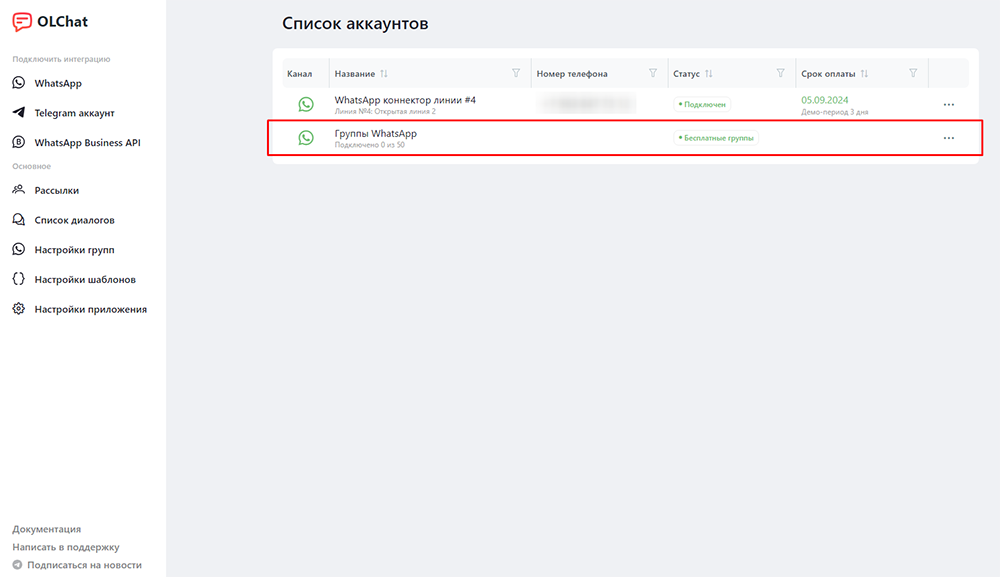 OLChat
Подключить интеграцию
WhatsApp
Telegram аккаунт
WhatsApp Business API
Основное
Рассылки
Список диалогов
Настройки групп
Настройки шаблонов
Настройки приложения
Документация
Написать в поддержку
Подписаться на новости
Список аккаунтов
Канал Название Номер телефона Статус Срок оплаты
WhatsApp коннектор линии #4 Подключен 05.09.2024
Линия №4: Открытая линия 2 Демо-период 3 дня
Группы WhatsApp Бесплатные группы
Подключено 0 из 50